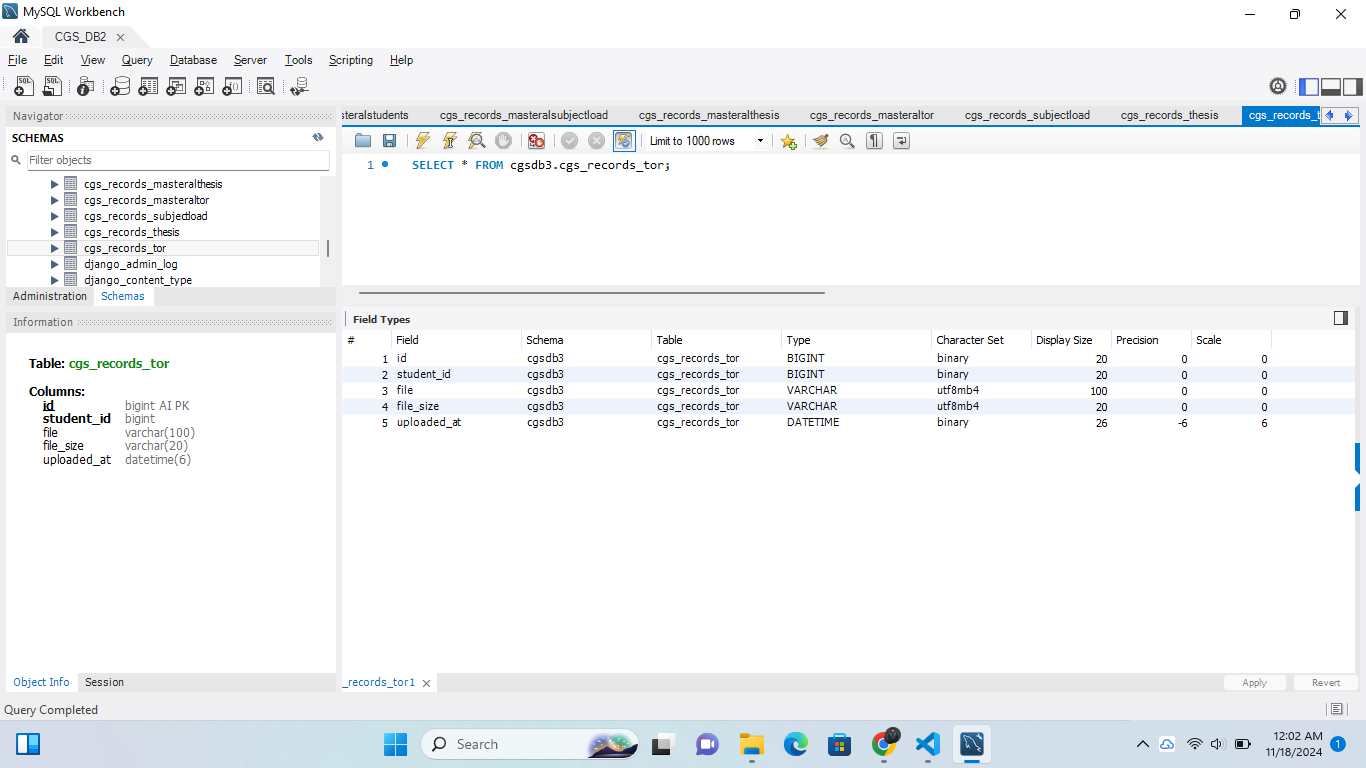 MySQL Workbench
CGS_DB2
File Edit View Query Database Server Tools Scripting Help
Navigator
SCHEMAS
Filter objects
cgs_records_masteralthesis
cgs_records_masteraltor
cgs_records_subjectload
cgs_records_thesis
cgs_records_tor
django_admin_log
django_content_type
Administration Schemas
Information
Table: cgs_records_tor
Columns:
id bigint AI PK
student_id bigint
file varchar(100)
file_size varchar(20)
uploaded_at datetime(6)
Object Info Session
steralstudents cgs_records_masteralsubjectload cgs_records_masteralthesis cgs_records_masteraltor cgs_records_subjectload cgs_records_thesis cgs_records_t
Limit to 1000 rows
1 SELECT * FROM cgsdb3.cgs_records_tor;
Field Types
# Field Schema Table Type Character Set Display Size Precision Scale
1 id cgsdb3 cgs_records_tor BIGINT binary 20 0 0
2 student_id cgsdb3 cgs_records_tor BIGINT binary 20 0 0
3 file cgsdb3 cgs_records_tor VARCHAR utf8mb4 100 0 0
4 file_size cgsdb3 cgs_records_tor VARCHAR utf8mb4 20 0 0
5 uploaded_at cgsdb3 cgs_records_tor DATETIME binary 26 -6 6
_records_tor1
Apply Revert
Query Completed
Search
12:02 AM
11/18/2024
1